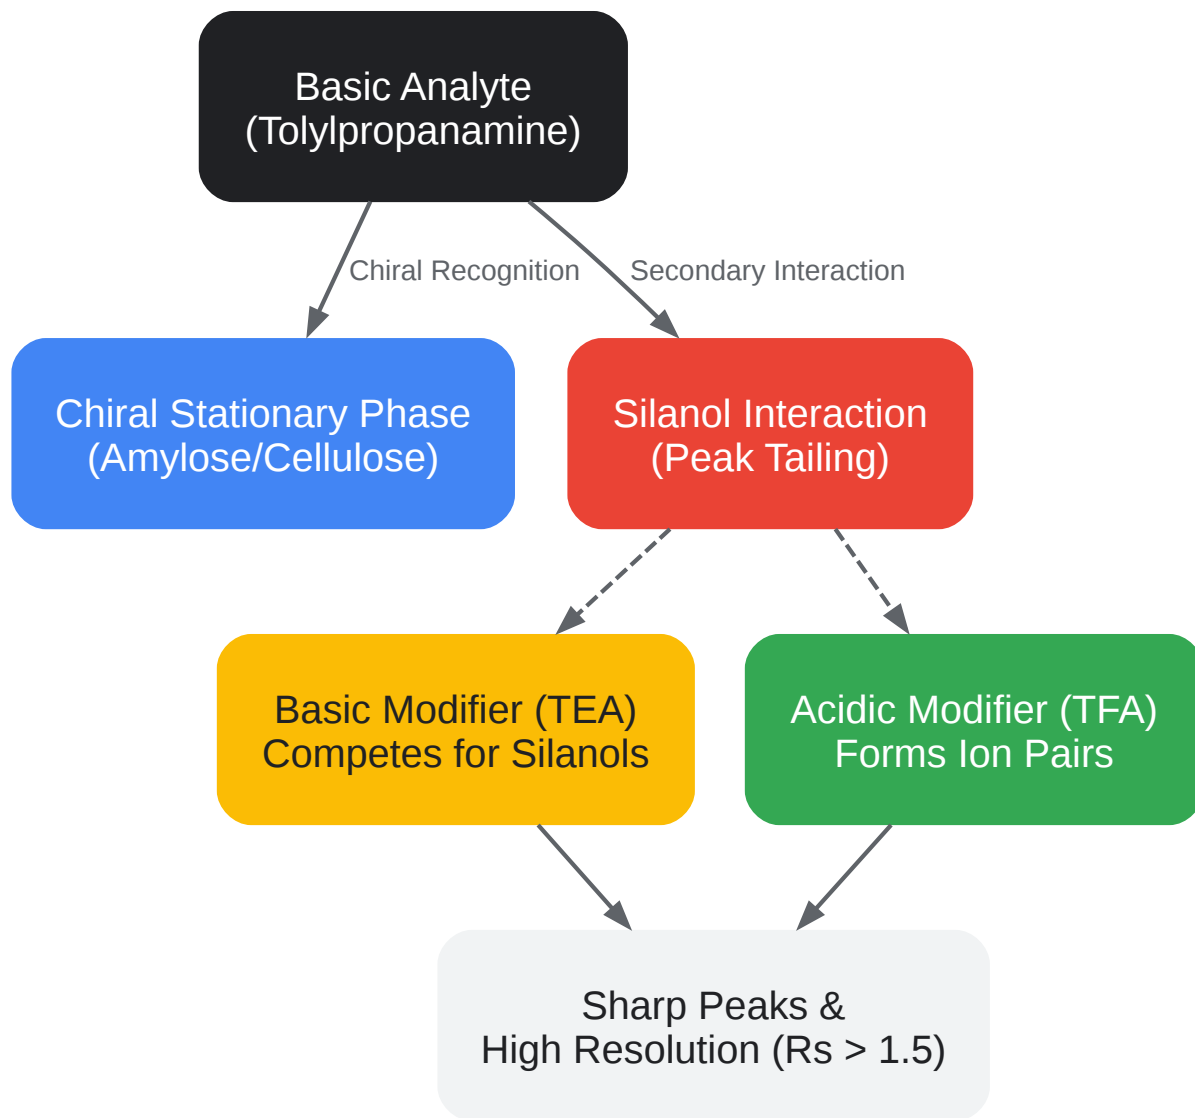 Basic Analyte
(Tolylpropanamine)
Chiral Recognition
Secondary Interaction
Chiral Stationary Phase
(Amylose/Cellulose)
Silanol Interaction
(Peak Tailing)
Basic Modifier (TEA)
Competes for Silanols
Acidic Modifier (TFA)
Forms Ion Pairs
Sharp Peaks &
High Resolution (Rs > 1.5)